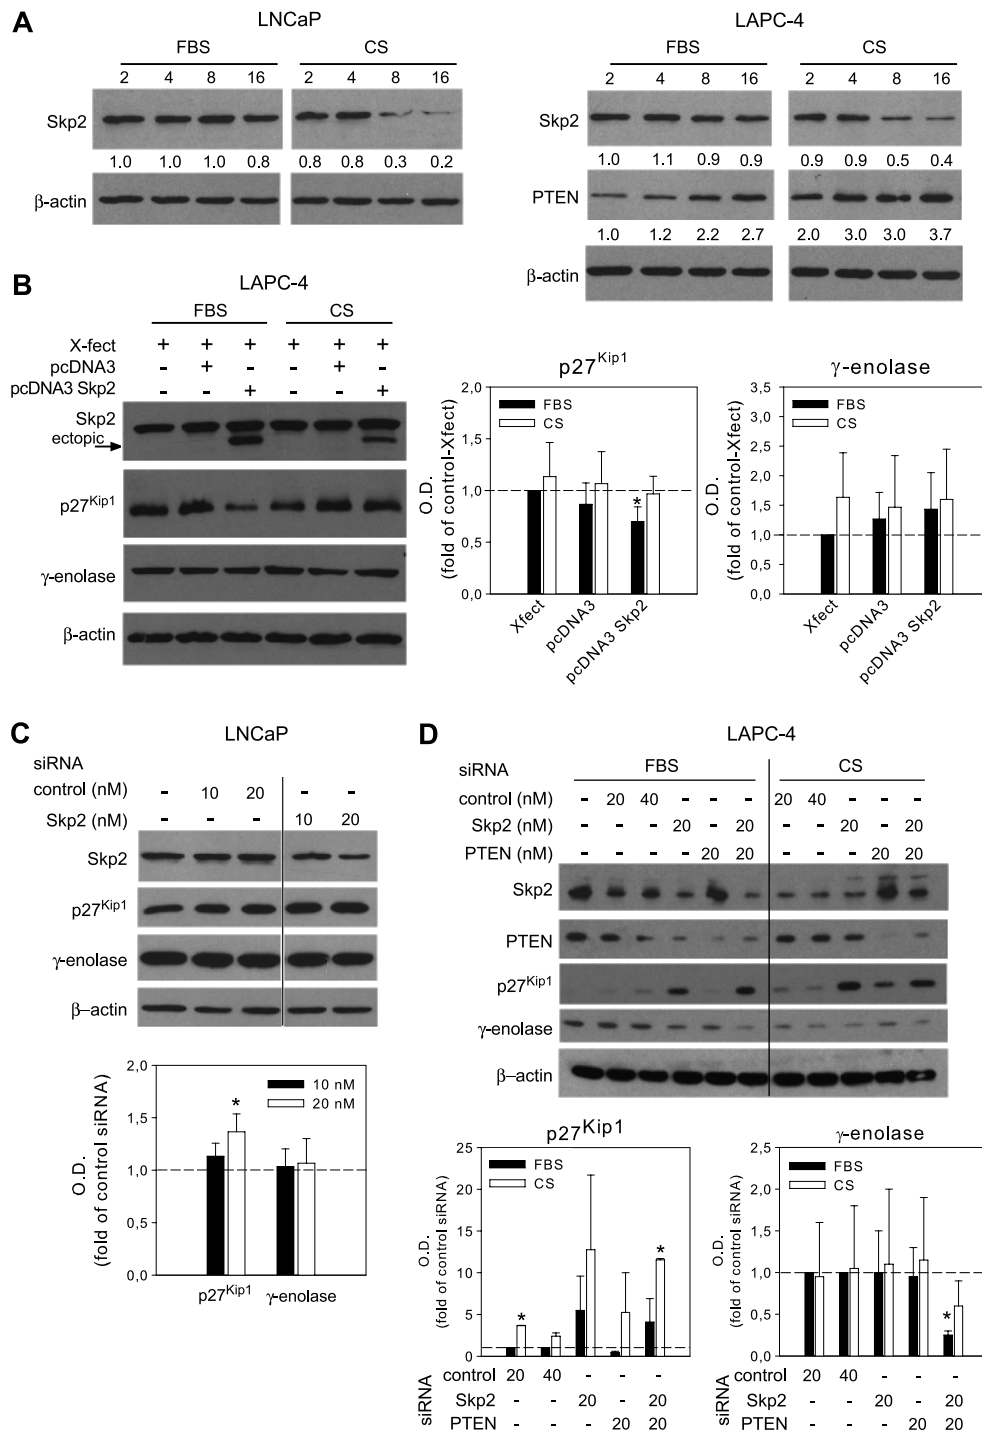 A
LNCaP
FBS CS
2 4 8 16 2 4 8 16
Skp2
1.0 1.0 1.0 0.8 0.8 0.8 0.3 0.2
β-actin
LAPC-4
FBS CS
2 4 8 16 2 4 8 16
Skp2
1.0 1.1 0.9 0.9 0.9 0.9 0.5 0.4
PTEN
1.0 1.2 2.2 2.7 2.0 3.0 3.0 3.7
β-actin
B
LAPC-4
FBS CS
X-fect + + + + + +
pcDNA3 - + - - + -
pcDNA3 Skp2 - - + - - +
Skp2
ectopic
p27Kip1
γ-enolase
β-actin
p27Kip1
2,0
1,5
1,0
0,5
0,0
O.D.
(fold of control-Xfect)
FBS
CS
*
Xfect
pcDNA3
pcDNA3 Skp2
γ-enolase
3,5
3,0
2,5
2,0
1,5
1,0
0,5
0,0
O.D.
(fold of control-Xfect)
FBS
CS
Xfect
pcDNA3
pcDNA3 Skp2
C
LNCaP
siRNA
control (nM) - 10 20 - -
Skp2 (nM) - - - 10 20
Skp2
p27Kip1
γ-enolase
β–actin
2,0
1,5
1,0
0,5
0,0
O.D.
(fold of control siRNA)
10 nM
20 nM
*
p27Kip1 γ-enolase
D
LAPC-4
siRNA FBS CS
control (nM) - 20 40 - - - 20 40 - - -
Skp2 (nM) - - - 20 - 20 - - 20 - 20
PTEN (nM) - - - - 20 20 - - - 20 20
Skp2
PTEN
p27Kip1
γ-enolase
β–actin
p27Kip1
25
20
15
10
5
0
O.D.
(fold of control siRNA)
FBS
CS
* *
siRNA
control 20 40 - - -
Skp2 - - 20 - 20
PTEN - - - 20 20
γ-enolase
3,0
2,5
2,0
1,5
1,0
0,5
0,0
O.D.
(fold of control siRNA)
FBS
CS
*
siRNA
control 20 40 - - -
Skp2 - - 20 - 20
PTEN - - - 20 20